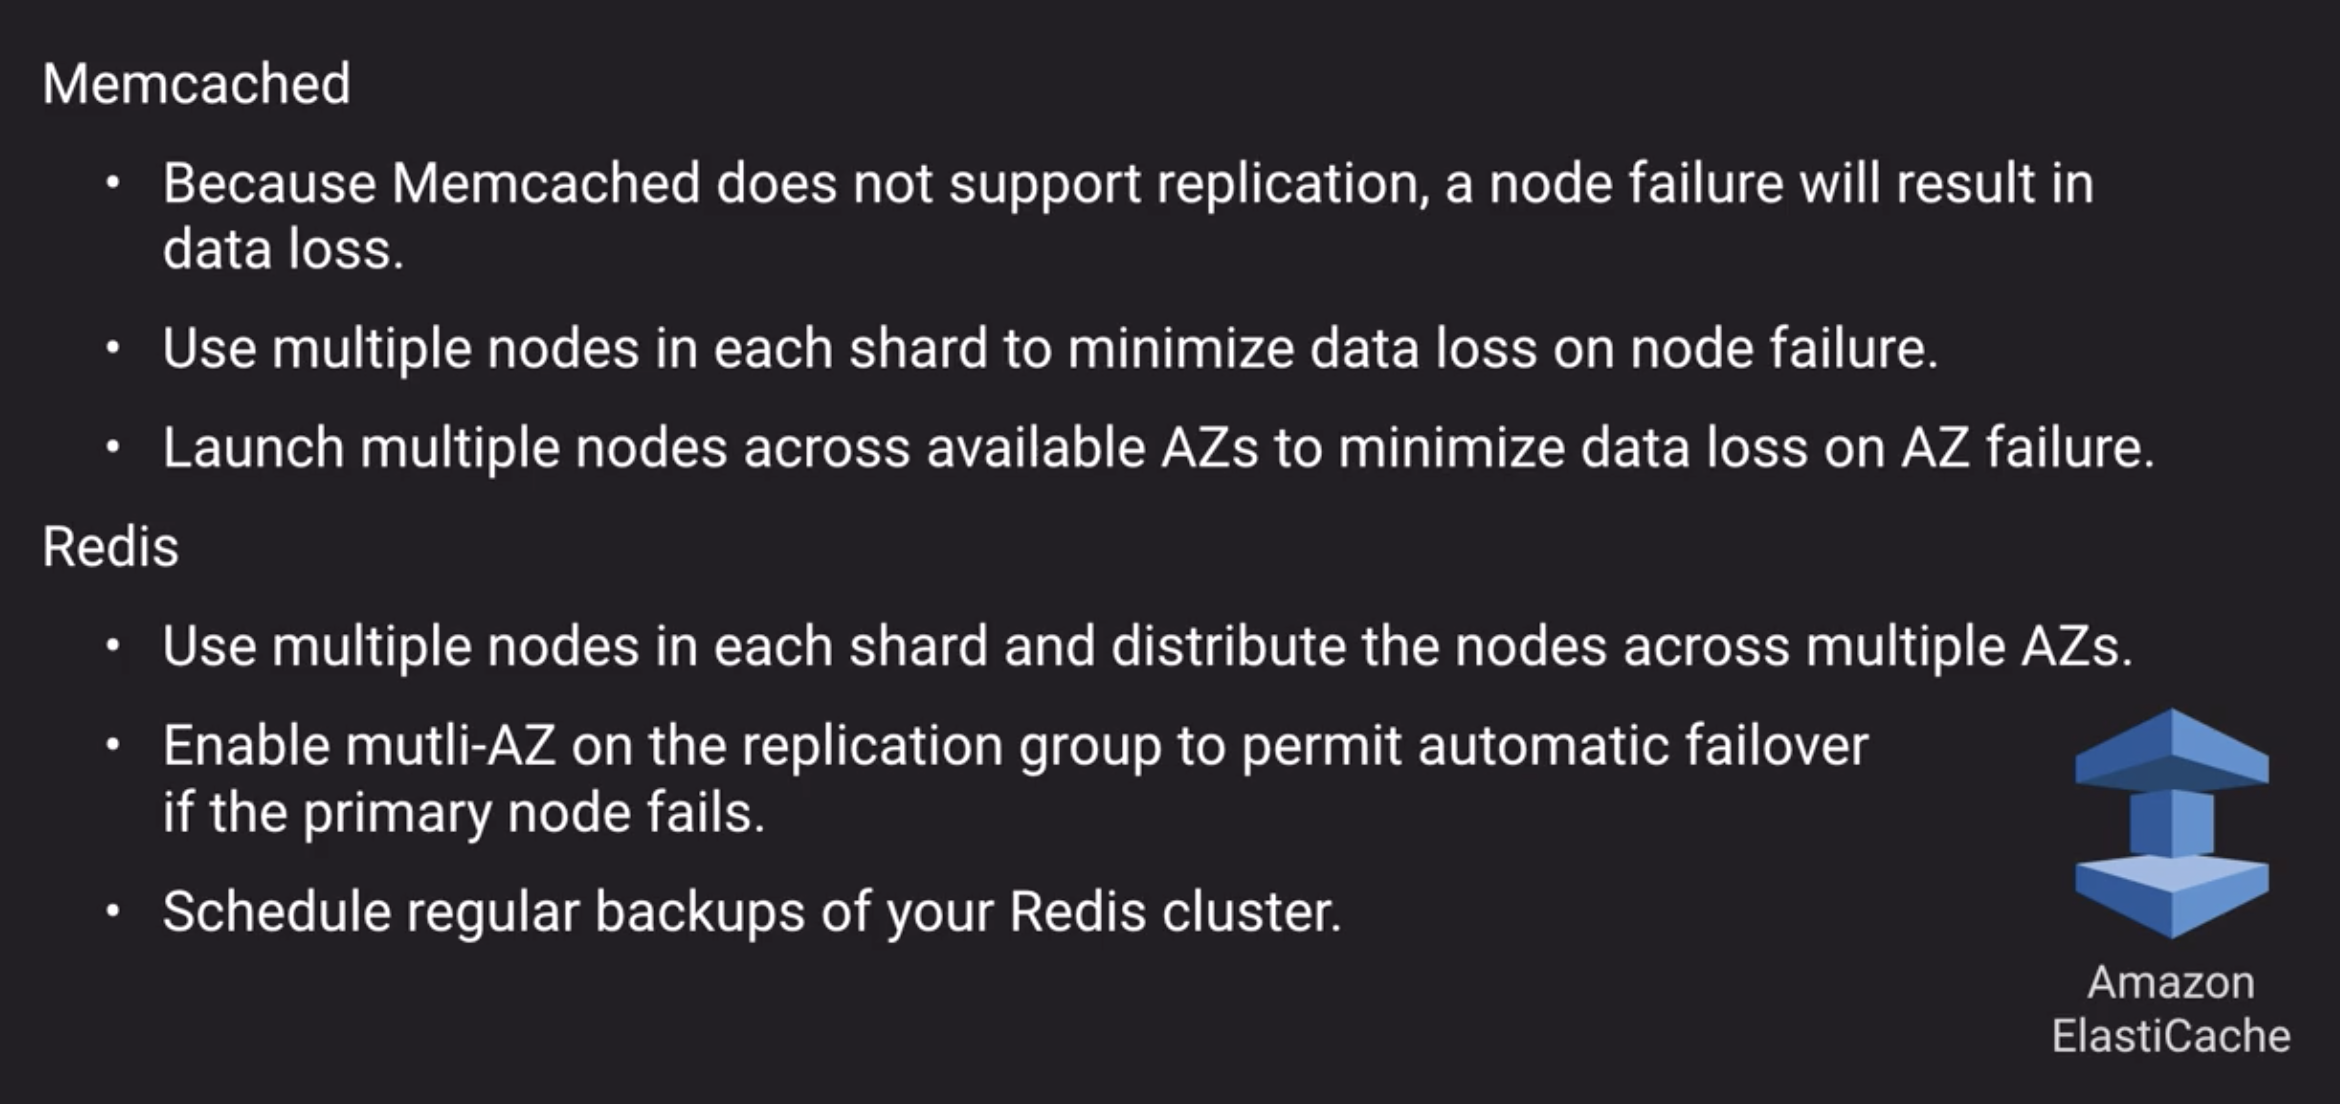 Memcached
• Because Memcached does not support replication, a node failure will result in
data loss.
• Use multiple nodes in each shard to minimize data loss on node failure.
• Launch multiple nodes across available AZs to minimize data loss on AZ failure.
Redis
• Use multiple nodes in each shard and distribute the nodes across multiple AZs.
• Enable mutli-AZ on the replication group to permit automatic failover
if the primary node fails.
• Schedule regular backups of your Redis cluster.
Amazon
ElastiCache